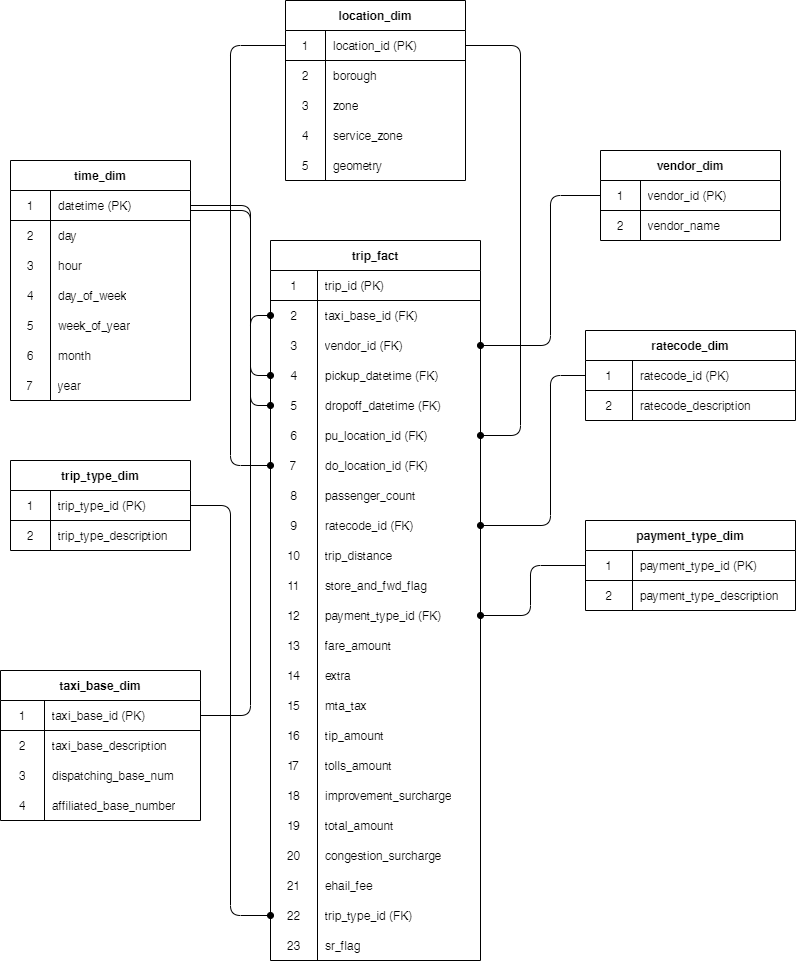 location_dim
1 location_id (PK)
2 borough
3 zone
4 service_zone
5 geometry
time_dim
1 datetime (PK)
2 day
3 hour
4 day_of_week
5 week_of_year
6 month
7 year
vendor_dim
1 vendor_id (PK)
2 vendor_name
trip_fact
1 trip_id (PK)
2 taxi_base_id (FK)
3 vendor_id (FK)
4 pickup_datetime (FK)
5 dropoff_datetime (FK)
6 pu_location_id (FK)
7 do_location_id (FK)
8 passenger_count
9 ratecode_id (FK)
10 trip_distance
11 store_and_fwd_flag
12 payment_type_id (FK)
13 fare_amount
14 extra
15 mta_tax
16 tip_amount
17 tolls_amount
18 improvement_surcharge
19 total_amount
20 congestion_surcharge
21 ehail_fee
22 trip_type_id (FK)
23 sr_flag
ratecode_dim
1 ratecode_id (PK)
2 ratecode_description
trip_type_dim
1 trip_type_id (PK)
2 trip_type_description
payment_type_dim
1 payment_type_id (PK)
2 payment_type_description
taxi_base_dim
1 taxi_base_id (PK)
2 taxi_base_description
3 dispatching_base_num
4 affiliated_base_number